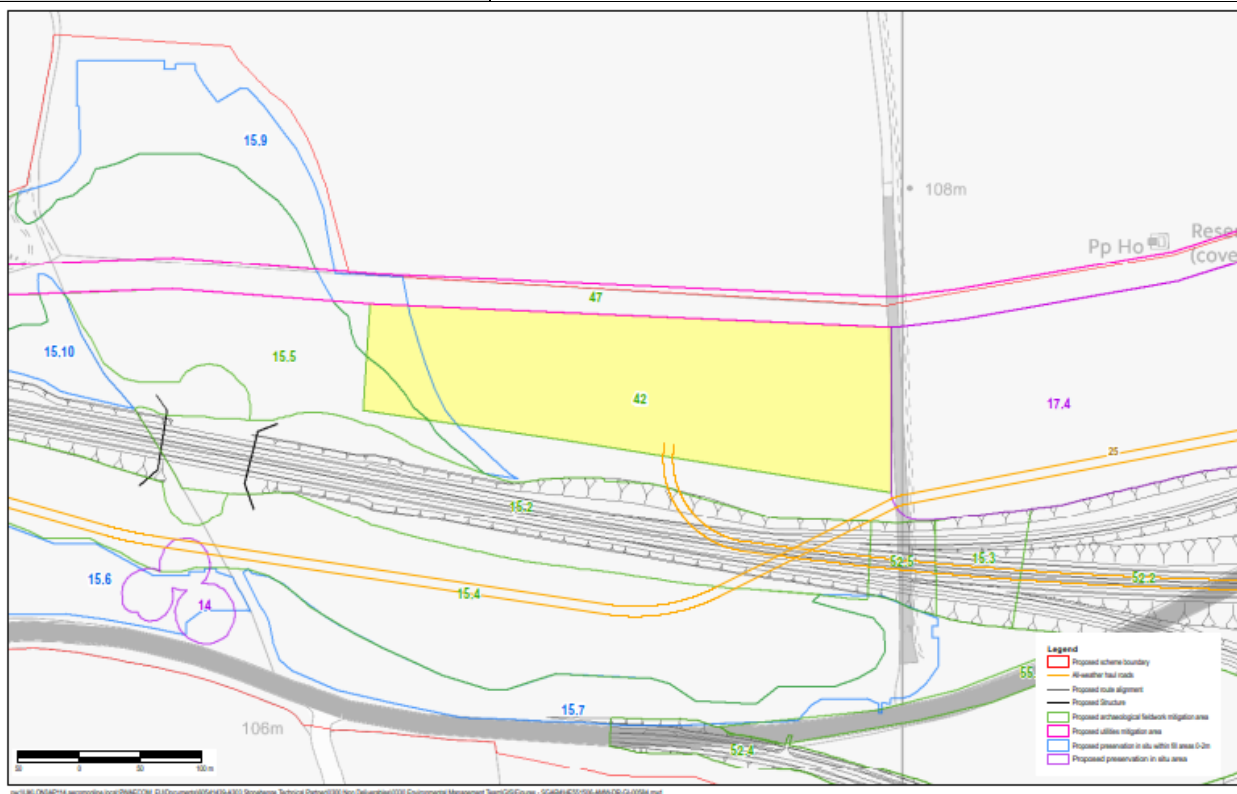 15.9
108m
Pp Ho
Rese
(cove
47
15.10
15.5
42
17.4
25
15.2
52.5
15.3
52.2
15.6
14
15.4
15.7
106m
52.4
55
Legend
Proposed scheme boundary
All-weather haul roads
Proposed route alignment
Proposed Structure
Proposed archaeological fieldwork mitigation area
Proposed utilities mitigation area
Proposed preservation in situ within fill areas 0-2m
Proposed preservation in situ area
50 0 50 100 m